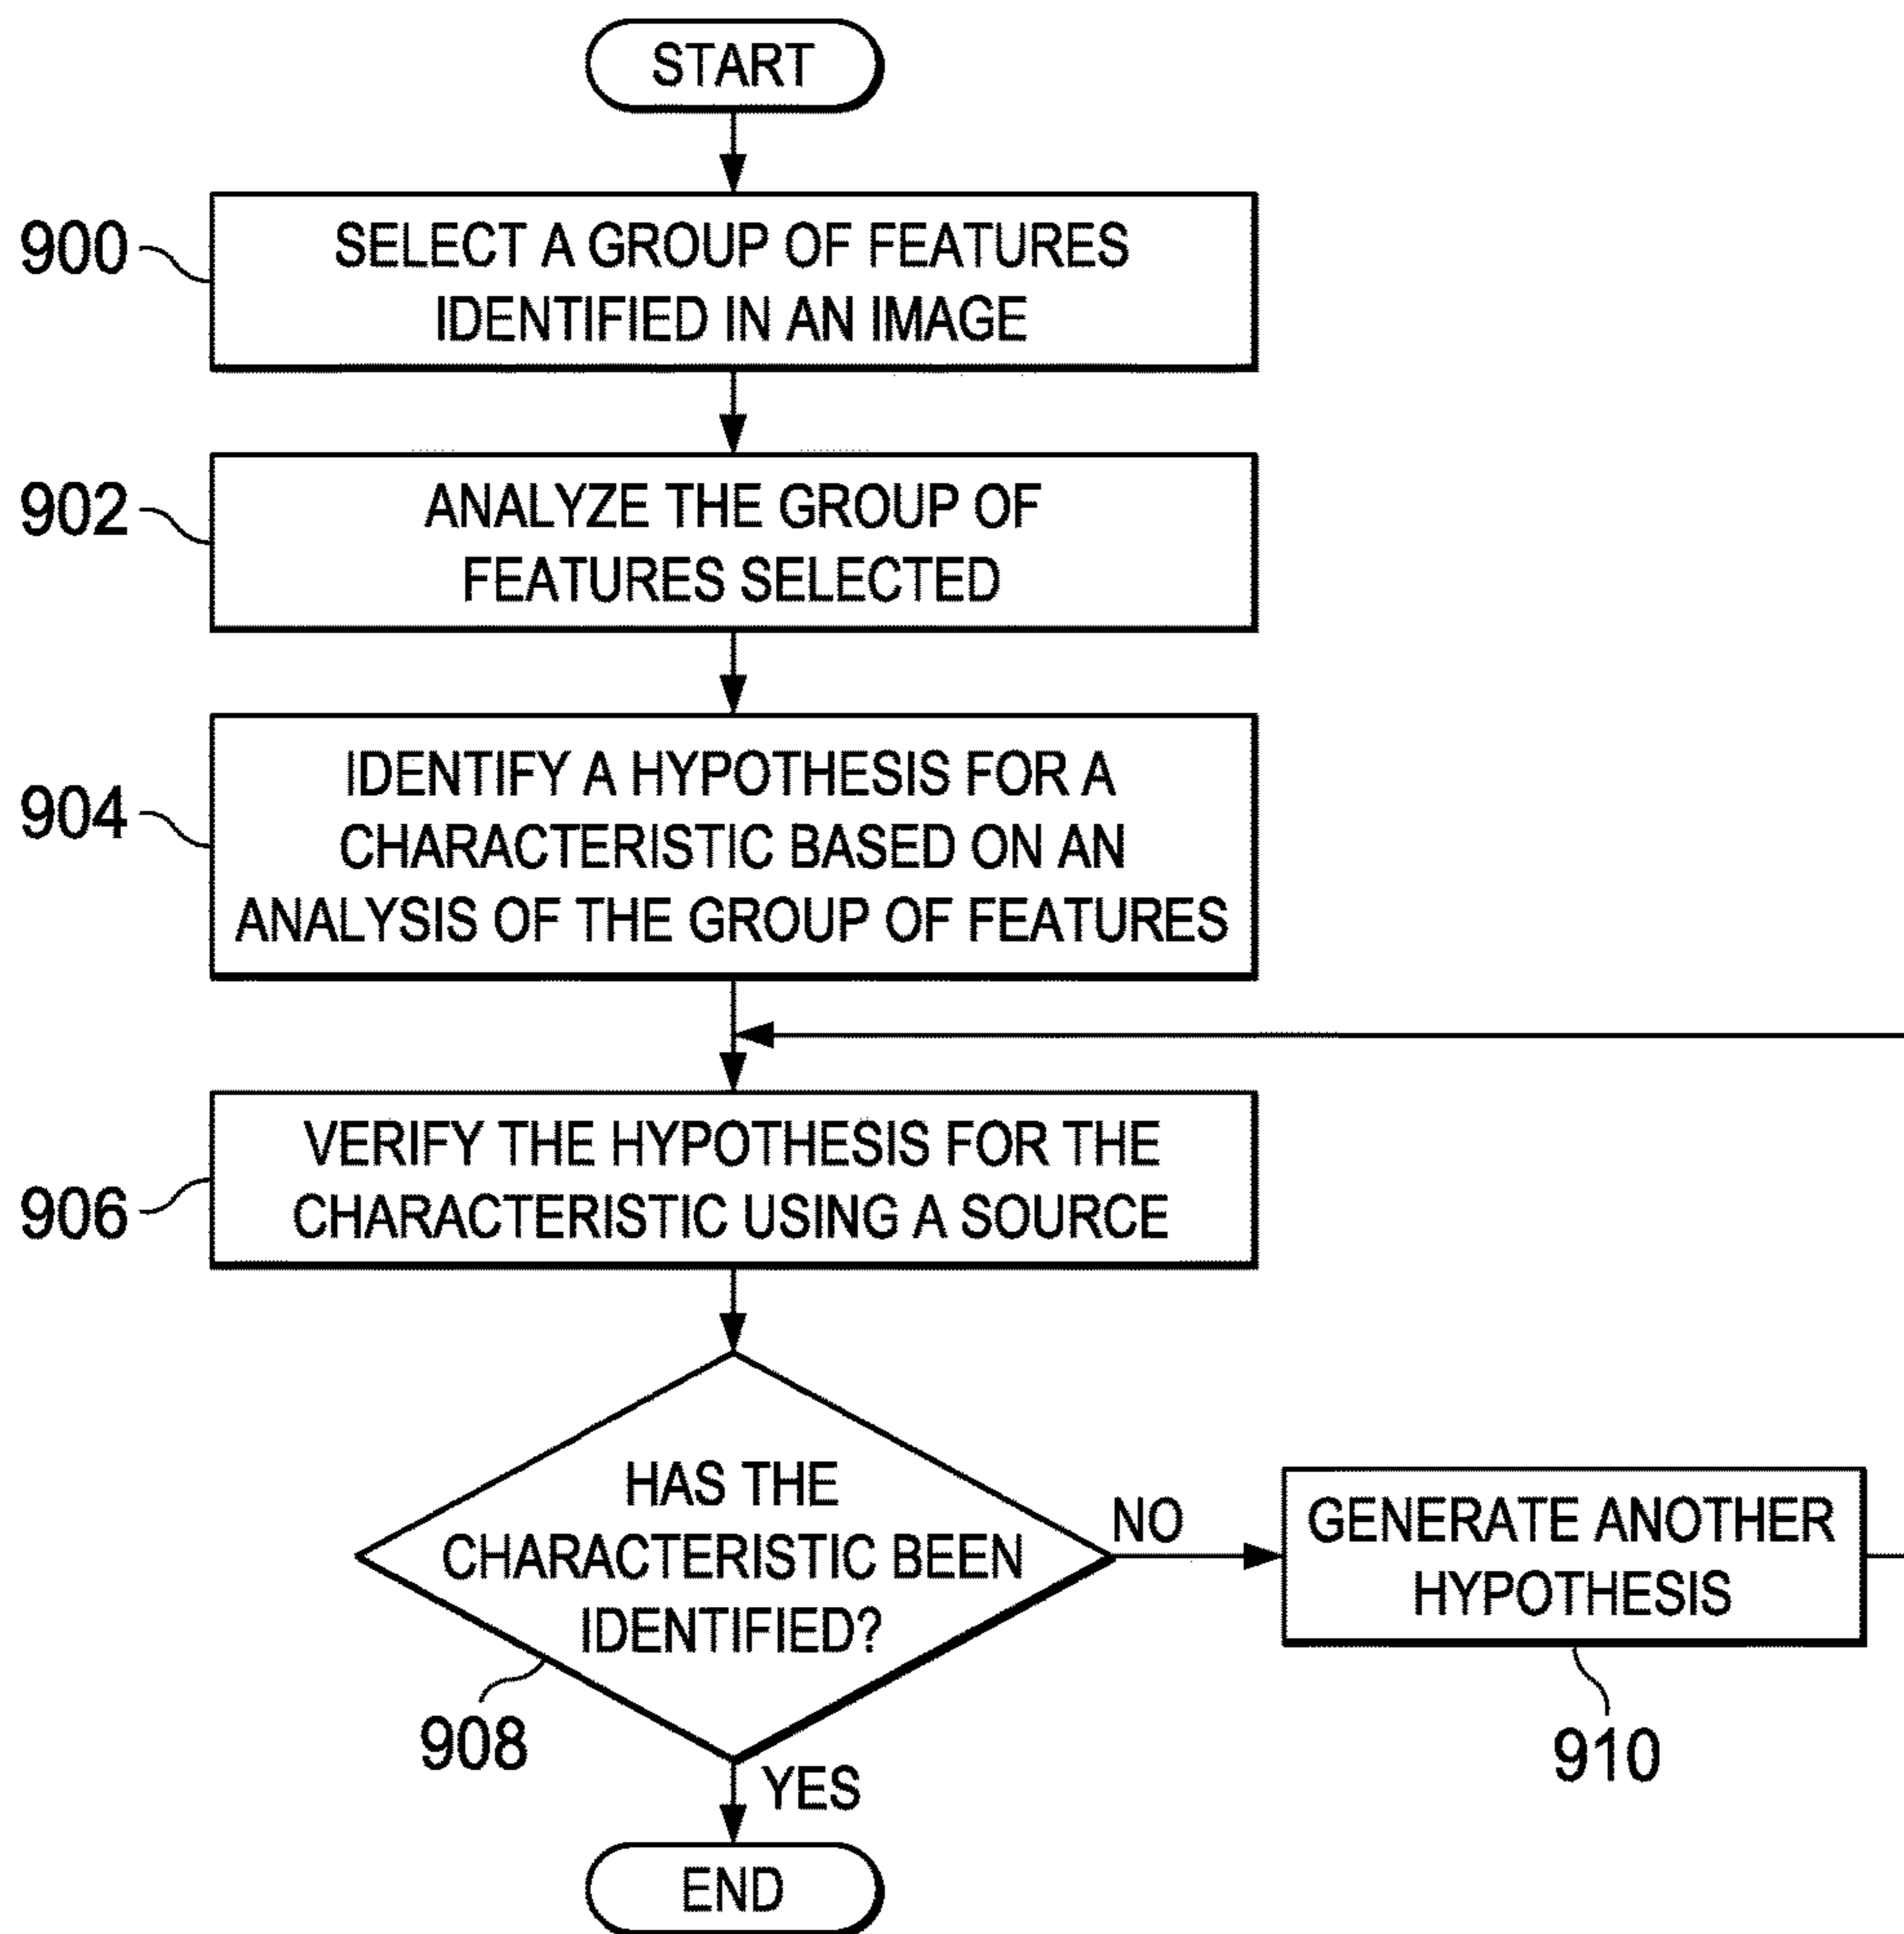 START
900
SELECT A GROUP OF FEATURES
IDENTIFIED IN AN IMAGE
902
ANALYZE THE GROUP OF
FEATURES SELECTED
904
IDENTIFY A HYPOTHESIS FOR A
CHARACTERISTIC BASED ON AN
ANALYSIS OF THE GROUP OF FEATURES
906
VERIFY THE HYPOTHESIS FOR THE
CHARACTERISTIC USING A SOURCE
HAS THE
CHARACTERISTIC BEEN
IDENTIFIED?
908
NO
GENERATE ANOTHER
HYPOTHESIS
910
YES
END